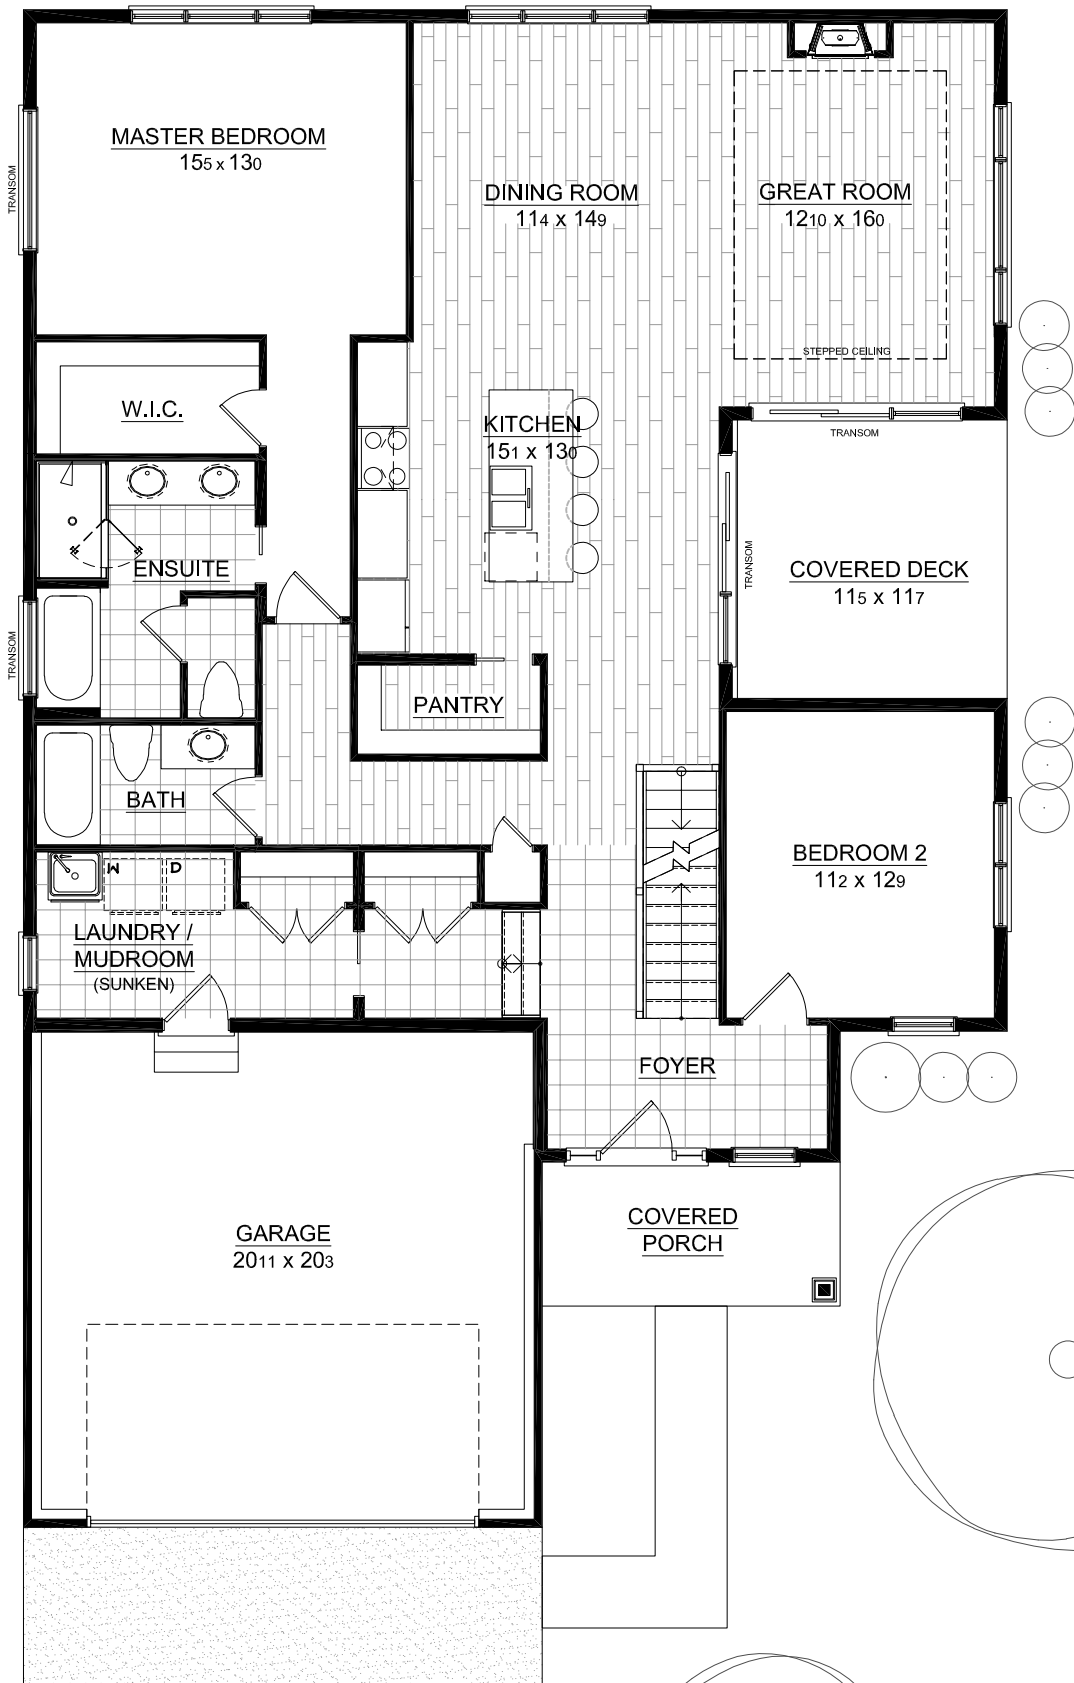 MASTER BEDROOM
155 x 130
TRANSOM
DINING ROOM
114 x 149
GREAT ROOM
1210 x 160
STEPPED CEILING
W.I.C.
KITCHEN
151 x 130
TRANSOM
TRANSOM
COVERED DECK
115 x 117
ENSUITE
TRANSOM
PANTRY
BATH
W
D
BEDROOM 2
112 x 129
LAUNDRY /
MUDROOM
(SUNKEN)
FOYER
COVERED
PORCH
GARAGE
2011 x 203